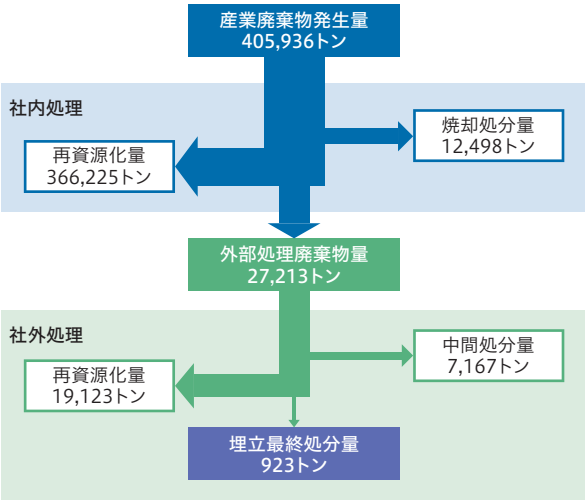 産業廃棄物発生量
405,936トン
社内処理
焼却処分量
12,498トン
再資源化量
366,225トン
外部処理廃棄物量
27,213トン
社外処理
中間処分量
7,167トン
再資源化量
19,123トン
埋立最終処分量
923トン